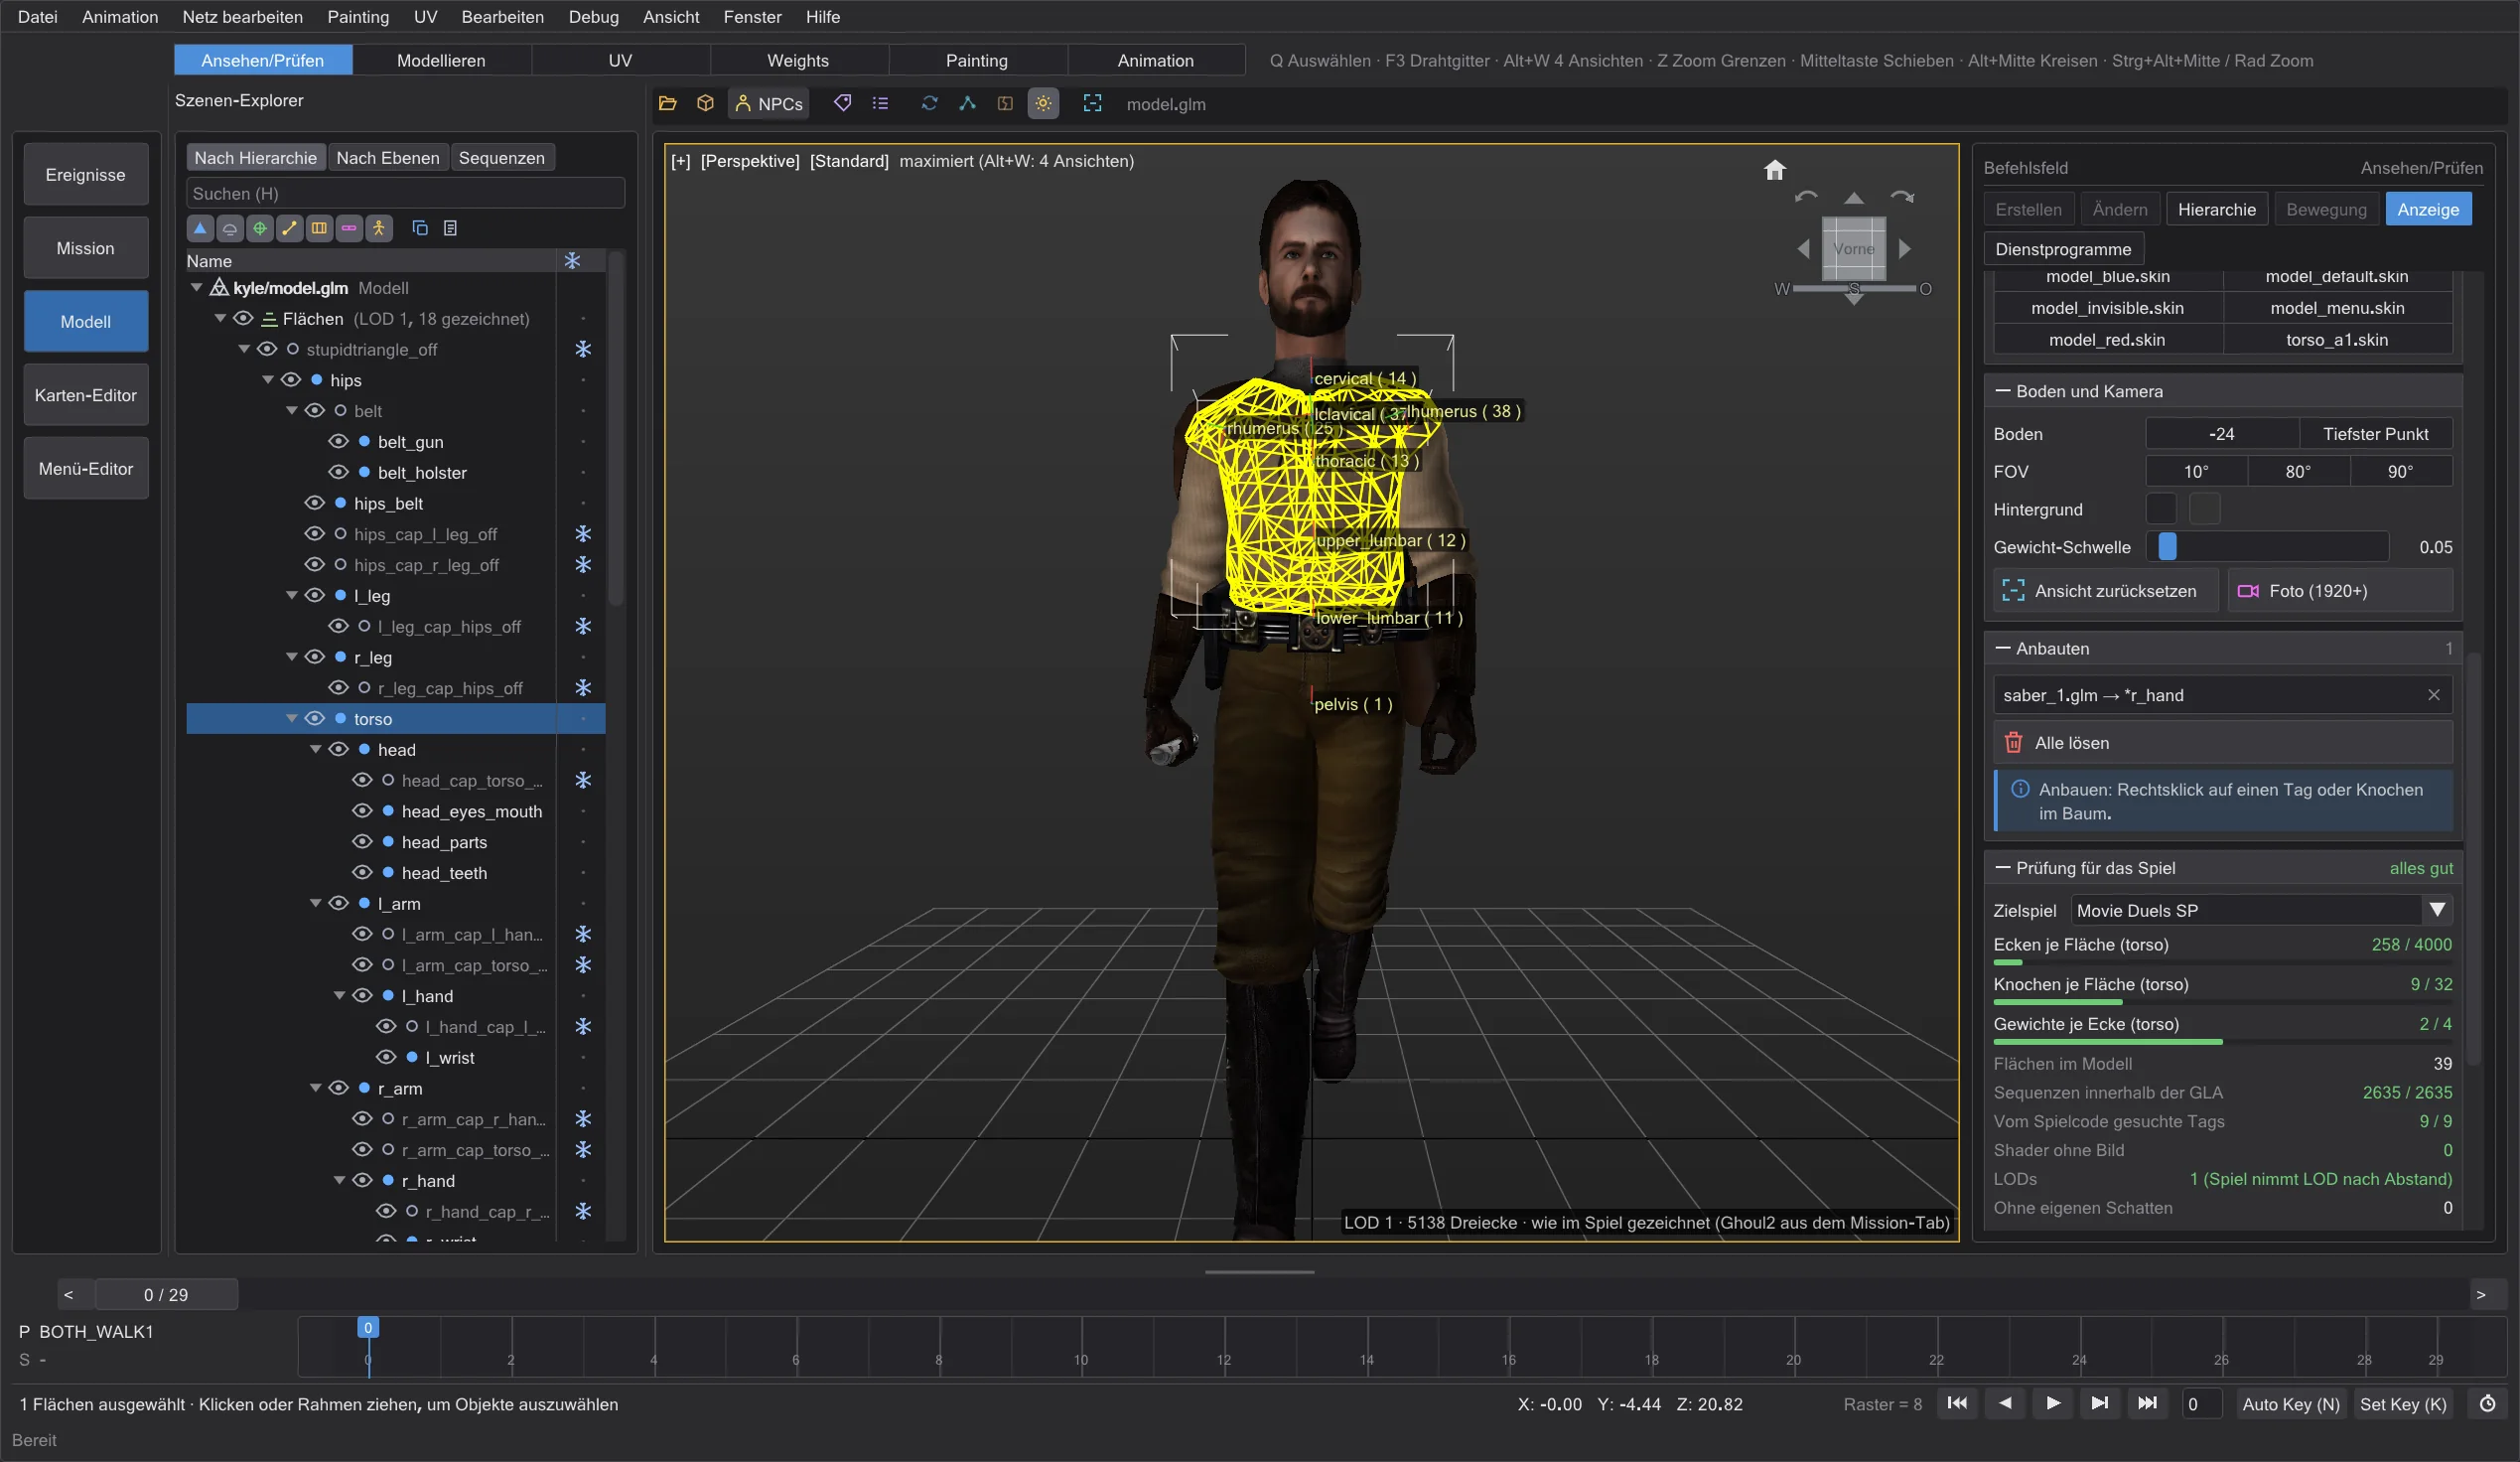 Datei Animation Netz bearbeiten Painting UV Bearbeiten Debug Ansicht Fenster Hilfe
Ansehen/Prüfen Modellieren UV Weights Painting Animation Q Auswählen · F3 Drahtgitter · Alt+W 4 Ansichten · Z Zoom Grenzen · Mitteltaste Schieben · Alt+Mitte Kreisen · Strg+Alt+Mitte / Rad Zoom
Szenen-Explorer
NPCs model.glm
Ereignisse
Mission
Modell
Karten-Editor
Menü-Editor
Nach Hierarchie Nach Ebenen Sequenzen
Suchen (H)
Name
kyle/model.glm Modell
Flächen (LOD 1, 18 gezeichnet)
stupidtriangle_off
hips
belt
belt_gun
belt_holster
hips_belt
hips_cap_l_leg_off
hips_cap_r_leg_off
l_leg
l_leg_cap_hips_off
r_leg
r_leg_cap_hips_off
torso
head
head_cap_torso_...
head_eyes_mouth
head_parts
head_teeth
l_arm
l_arm_cap_l_han...
l_arm_cap_torso_...
l_hand
l_hand_cap_l_...
l_wrist
r_arm
r_arm_cap_r_han...
r_arm_cap_torso_...
r_hand
r_hand_cap_r_...
r_wrist
[+] [Perspektive] [Standard] maximiert (Alt+W: 4 Ansichten)
Vorne
W S O
cervical ( 14 )
lclavical ( 37
lhumerus ( 38 )
rhumerus ( 25 )
thoracic ( 13 )
upper_lumbar ( 12 )
lower_lumbar ( 11 )
pelvis ( 1 )
LOD 1 · 5138 Dreiecke · wie im Spiel gezeichnet (Ghoul2 aus dem Mission-Tab)
Befehlsfeld Ansehen/Prüfen
Erstellen Ändern Hierarchie Bewegung Anzeige
Dienstprogramme
model_blue.skin model_default.skin
model_invisible.skin model_menu.skin
model_red.skin torso_a1.skin
Boden und Kamera
Boden -24 Tiefster Punkt
FOV 10° 80° 90°
Hintergrund
Gewicht-Schwelle 0.05
Ansicht zurücksetzen Foto (1920+)
Anbauten 1
saber_1.glm → *r_hand
Alle lösen
Anbauen: Rechtsklick auf einen Tag oder Knochen
im Baum.
Prüfung für das Spiel alles gut
Zielspiel Movie Duels SP
Ecken je Fläche (torso) 258 / 4000
Knochen je Fläche (torso) 9 / 32
Gewichte je Ecke (torso) 2 / 4
Flächen im Modell 39
Sequenzen innerhalb der GLA 2635 / 2635
Vom Spielcode gesuchte Tags 9 / 9
Shader ohne Bild 0
LODs 1 (Spiel nimmt LOD nach Abstand)
Ohne eigenen Schatten 0
< 0 / 29 >
P BOTH_WALK1
S -
0
0 2 4 6 8 10 12 14 16 18 20 22 24 26 28 29
1 Flächen ausgewählt · Klicken oder Rahmen ziehen, um Objekte auszuwählen X: -0.00 Y: -4.44 Z: 20.82 Raster = 8 0 Auto Key (N) Set Key (K)
Bereit